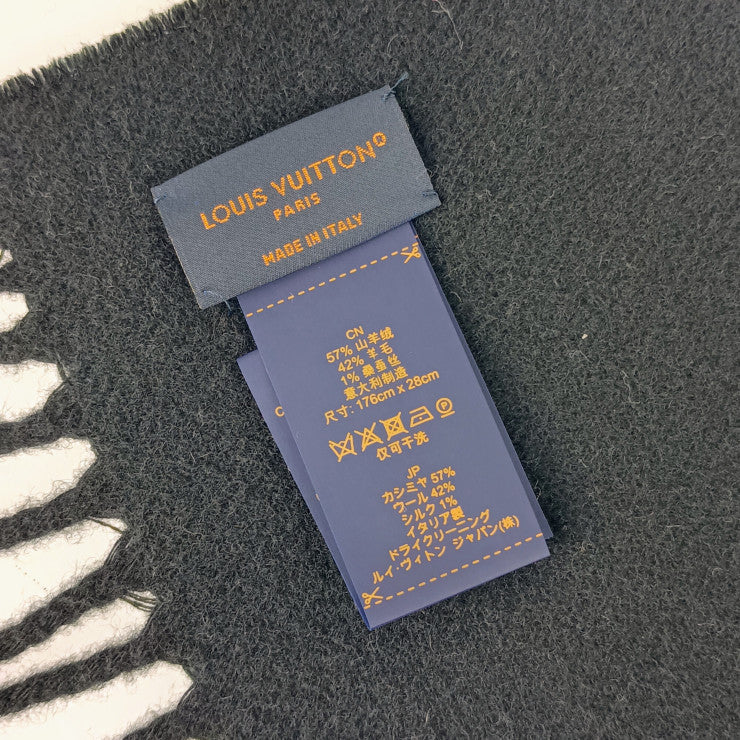 LOUIS VUITTON
PARIS
MADE IN ITALY
CN
57% 山羊绒
42% 羊毛
1% 桑蚕丝
意大利制造
尺寸: 176cm x 28cm
P
仅可干洗
JP
カシミヤ 57%
ウール 42%
シルク 1%
イタリア製
ドライクリーニング
ルイ・ヴィトン ジャパン(株)
C